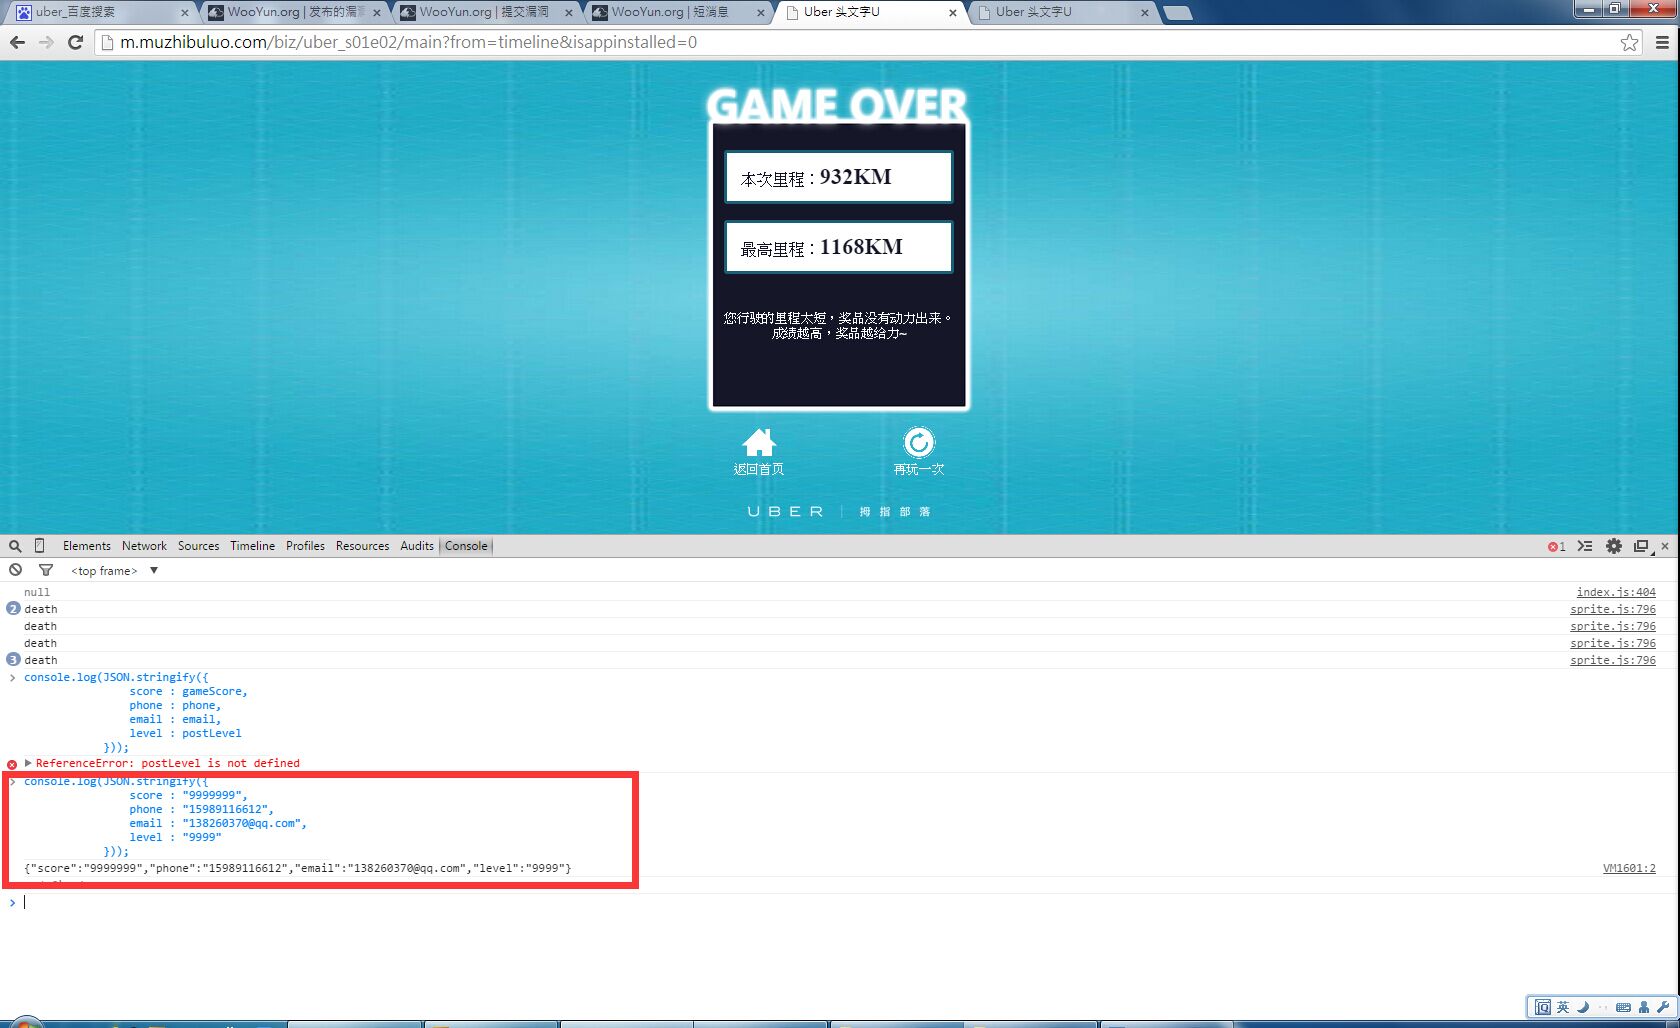 uber_百度搜索
WooYun.org | 发布的漏
WooYun.org | 提交漏洞
WooYun.org | 短消息
Uber 头文字U
Uber 头文字U
m.muzhibuluo.com/biz/uber_s01e02/main?from=timeline&isappinstalled=0
GAME OVER
本次里程：932KM
最高里程：1168KM
您行驶的里程太短，奖品没有动力出来。
成绩越高，奖品越给力~
返回首页
再玩一次
UBER | 拇指部落
Elements Network Sources Timeline Profiles Resources Audits Console
1
<top frame> ▼
null index.js:404
2 death sprite.js:796
death sprite.js:796
death sprite.js:796
3 death sprite.js:796
> console.log(JSON.stringify({
score : gameScore,
phone : phone,
email : email,
level : postLevel
}));
ReferenceError: postLevel is not defined
> console.log(JSON.stringify({
score : "9999999",
phone : "15989116612",
email : "138260370@qq.com",
level : "9999"
}));
{"score":"9999999","phone":"15989116612","email":"138260370@qq.com","level":"9999"} VM1601:2
>
英